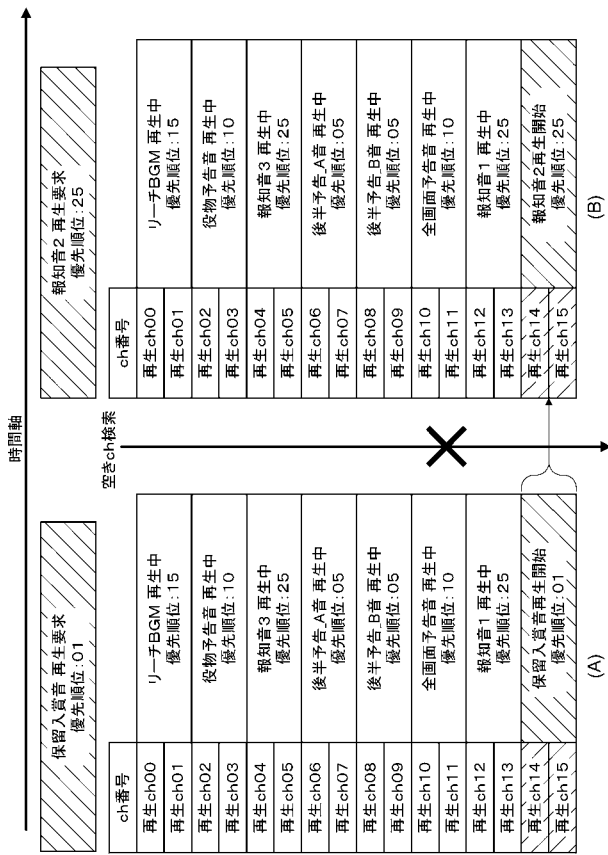 時間軸
保留入賞音 再生要求
優先順位:01
ch番号
再生ch00
再生ch01
リーチBGM 再生中
優先順位:15
再生ch02
再生ch03
役物予告音 再生中
優先順位:10
再生ch04
再生ch05
報知音3 再生中
優先順位:25
再生ch06
再生ch07
後半予告_A音 再生中
優先順位:05
再生ch08
再生ch09
後半予告_B音 再生中
優先順位:05
再生ch10
再生ch11
全画面予告音 再生中
優先順位:10
再生ch12
再生ch13
報知音1 再生中
優先順位:25
再生ch14
再生ch15
保留入賞音再生開始
優先順位:01
(A)
空きch検索
報知音2 再生要求
優先順位:25
ch番号
再生ch00
再生ch01
リーチBGM 再生中
優先順位:15
再生ch02
再生ch03
役物予告音 再生中
優先順位:10
再生ch04
再生ch05
報知音3 再生中
優先順位:25
再生ch06
再生ch07
後半予告_A音 再生中
優先順位:05
再生ch08
再生ch09
後半予告_B音 再生中
優先順位:05
再生ch10
再生ch11
全画面予告音 再生中
優先順位:10
再生ch12
再生ch13
報知音1 再生中
優先順位:25
再生ch14
再生ch15
報知音2再生開始
優先順位:25
(B)